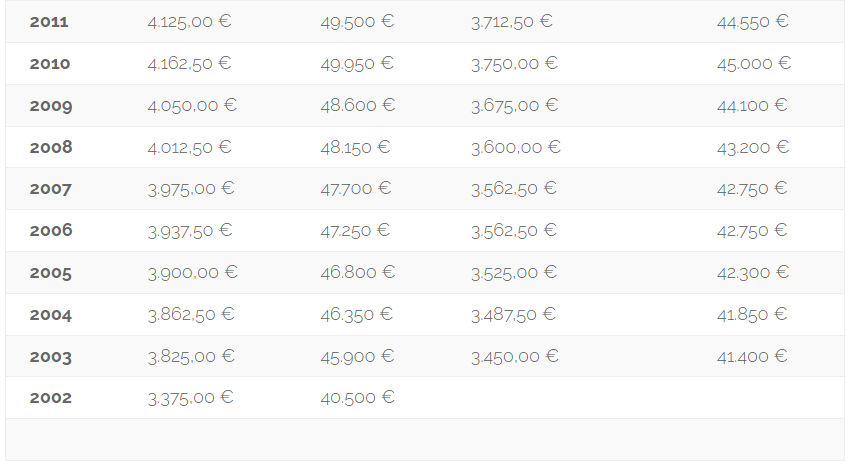 2011 4.125,00 € 49.500 € 3.712,50 € 44.550 €
2010 4.162,50 € 49.950 € 3.750,00 € 45.000 €
2009 4.050,00 € 48.600 € 3.675,00 € 44.100 €
2008 4.012,50 € 48.150 € 3.600,00 € 43.200 €
2007 3.975,00 € 47.700 € 3.562,50 € 42.750 €
2006 3.937,50 € 47.250 € 3.562,50 € 42.750 €
2005 3.900,00 € 46.800 € 3.525,00 € 42.300 €
2004 3.862,50 € 46.350 € 3.487,50 € 41.850 €
2003 3.825,00 € 45.900 € 3.450,00 € 41.400 €
2002 3.375,00 € 40.500 €